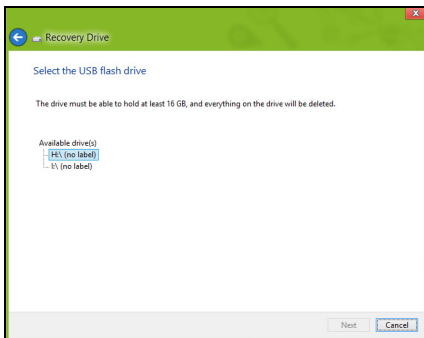 Recovery Drive
Select the USB flash drive
The drive must be able to hold at least 16 GB, and everything on the drive will be deleted.
Available drive(s)
H:\ (no label)
I:\ (no label)
Next Cancel